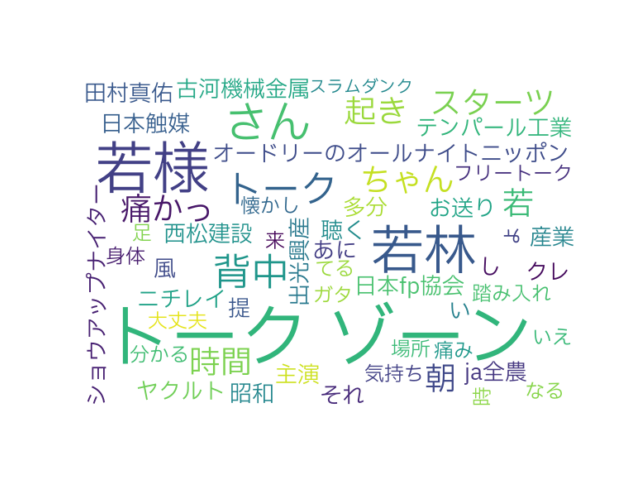 田村真佑
古河機械金属
スラムダンク
日本触媒
さん
起き
スターツ
テンパール工業
若様
オードリーのオールナイトニッポン
トーク
ちゃん
フリートーク
痛かっ
懐かし
多分
お送り
若
ショウアップナイター
足
西松建設
来
出光興産
聴く
あに
若林
よ
産業
身体
風
背中
てる
し
クレ
ニチレイ
提
ガタ
日本fp協会
踏み入れ
い
大丈夫
トークゾーン
いえ
分かる
時間
場所
痛み
主演
気持ち
朝
ja全農
ヤクルト
昭和
それ
なる